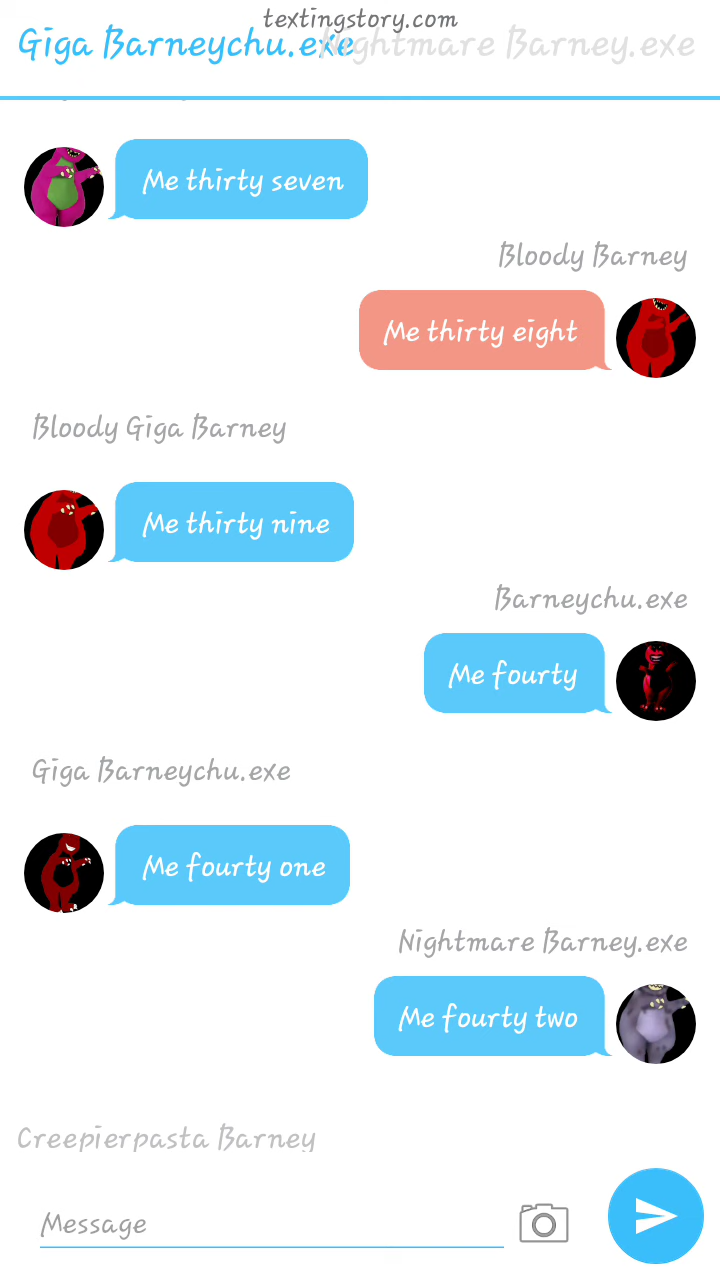 textingstory.com
Giga Barneychu.exe
Nightmare Barney.exe
Me thirty seven
Bloody Barney
Me thirty eight
Bloody Giga Barney
Me thirty nine
Barneychu.exe
Me fourty
Giga Barneychu.exe
Me fourty one
Nightmare Barney.exe
Me fourty two
Creepierpasta Barney
Message